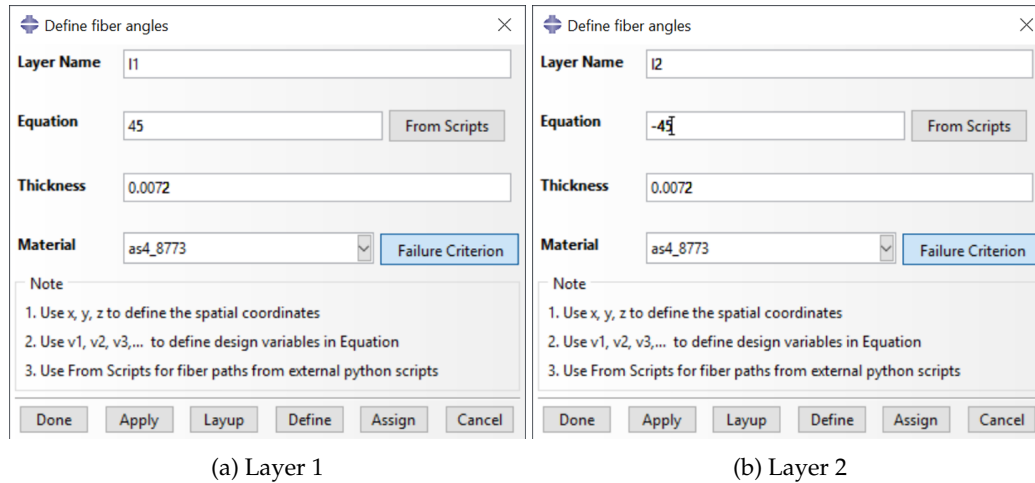 Define fiber angles
Layer Name l1
Equation 45 From Scripts
Thickness 0.0072
Material as4_8773 Failure Criterion
Note
1. Use x, y, z to define the spatial coordinates
2. Use v1, v2, v3,... to define design variables in Equation
3. Use From Scripts for fiber paths from external python scripts
Done Apply Layup Define Assign Cancel
(a) Layer 1
Define fiber angles
Layer Name l2
Equation -45 From Scripts
Thickness 0.0072
Material as4_8773 Failure Criterion
Note
1. Use x, y, z to define the spatial coordinates
2. Use v1, v2, v3,... to define design variables in Equation
3. Use From Scripts for fiber paths from external python scripts
Done Apply Layup Define Assign Cancel
(b) Layer 2